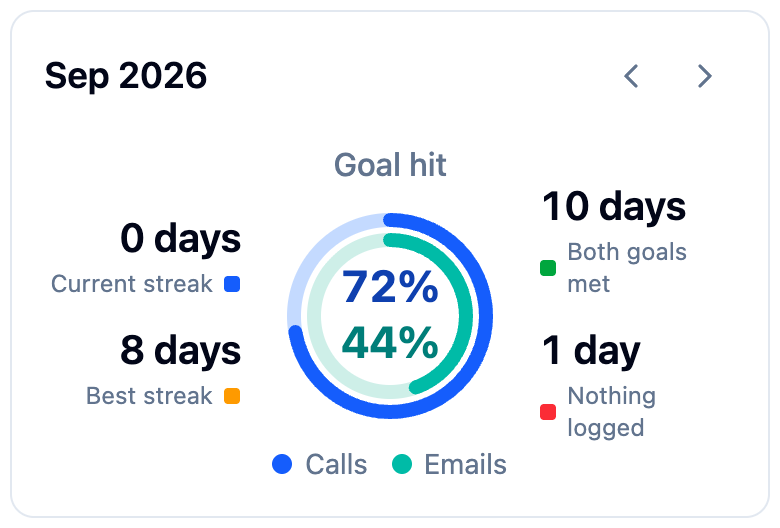 Sep 2026
Goal hit
0 days
Current streak
8 days
Best streak
72%
44%
10 days
Both goals
met
1 day
Nothing
logged
Calls
Emails